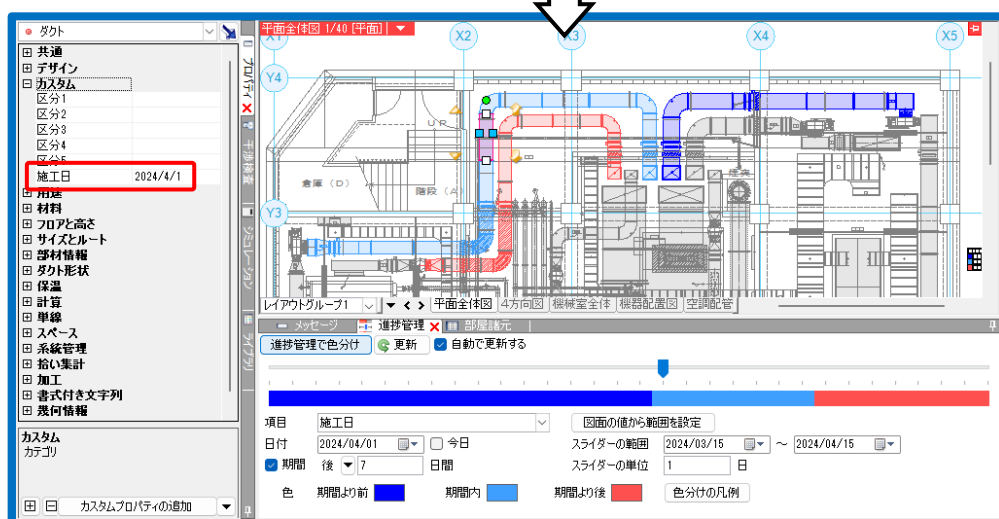 ダクト
共通
デザイン
カスタム
区分1
区分2
区分3
区分4
区分5
施工日 2024/4/1
用途
材料
フロアと高さ
サイズとルート
部材情報
ダクト形状
保温
計算
単線
スペース
系統管理
拾い集計
加工
書式付き文字列
幾何情報
カスタム
カテゴリ
カスタムプロパティの追加
プロパティ
干渉検査
シミュレーション
ライブラリ
平面全体図 1/40 [平面]
X1 X2 X3 X4 X5
Y4
UP
倉庫 (D) 階段 (A)
Y3
レイアウトグループ1 平面全体図 4方向図 機械室全体 機器配置図 空調配管
メッセージ 進捗管理 部屋諸元
進捗管理で色分け 更新 自動で更新する
項目 施工日 図面の値から範囲を設定
日付 2024/04/01 今日 スライダーの範囲 2024/03/15 ～ 2024/04/15
期間 後 7 日間 スライダーの単位 1 日
色 期間より前 期間内 期間より後 色分けの凡例